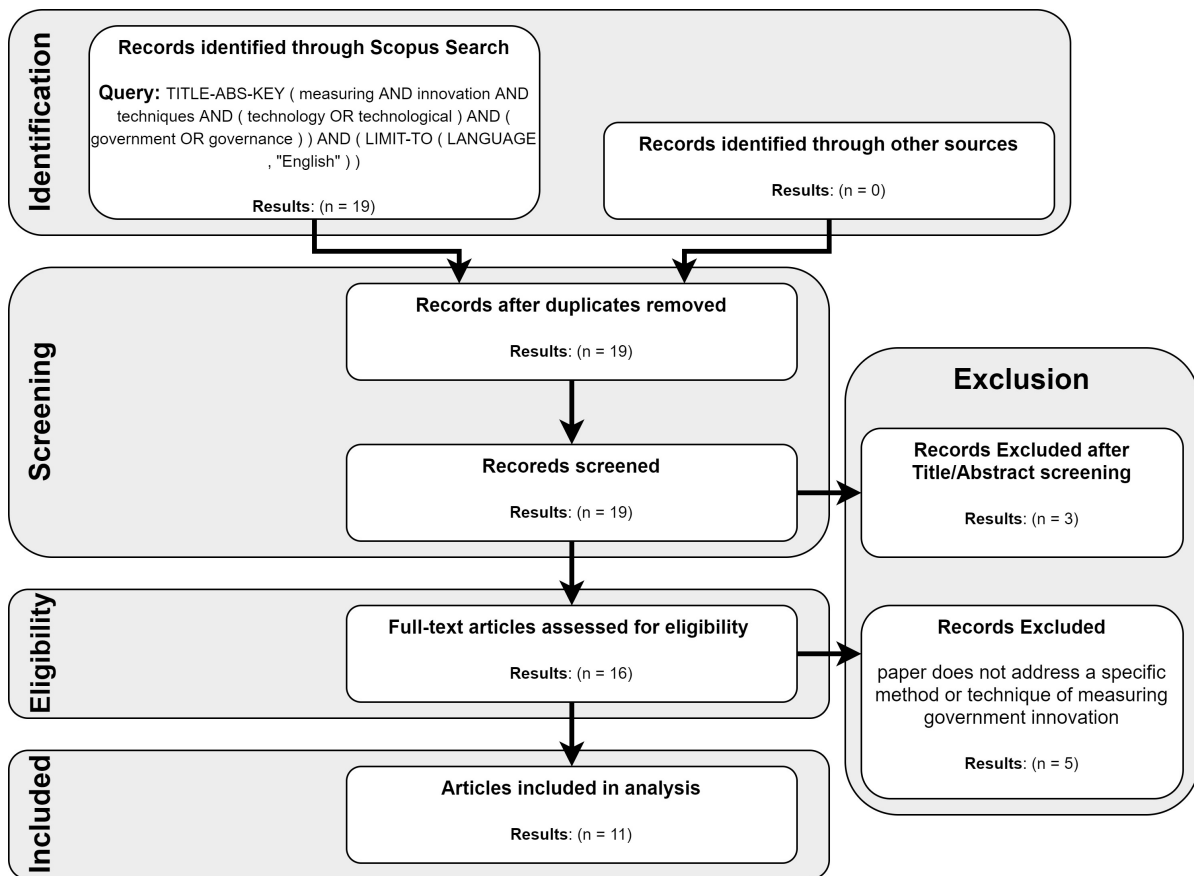 Identification
Records identified through Scopus Search
Query: TITLE-ABS-KEY ( measuring AND innovation AND
techniques AND ( technology OR technological ) AND (
government OR governance ) ) AND ( LIMIT-TO ( LANGUAGE
, "English" ) )
Results: (n = 19)
Records identified through other sources
Results: (n = 0)
Screening
Records after duplicates removed
Results: (n = 19)
Recoreds screened
Results: (n = 19)
Exclusion
Records Excluded after
Title/Abstract screening
Results: (n = 3)
Eligibility
Full-text articles assessed for eligibility
Results: (n = 16)
Records Excluded
paper does not address a specific
method or technique of measuring
government innovation
Results: (n = 5)
Included
Articles included in analysis
Results: (n = 11)